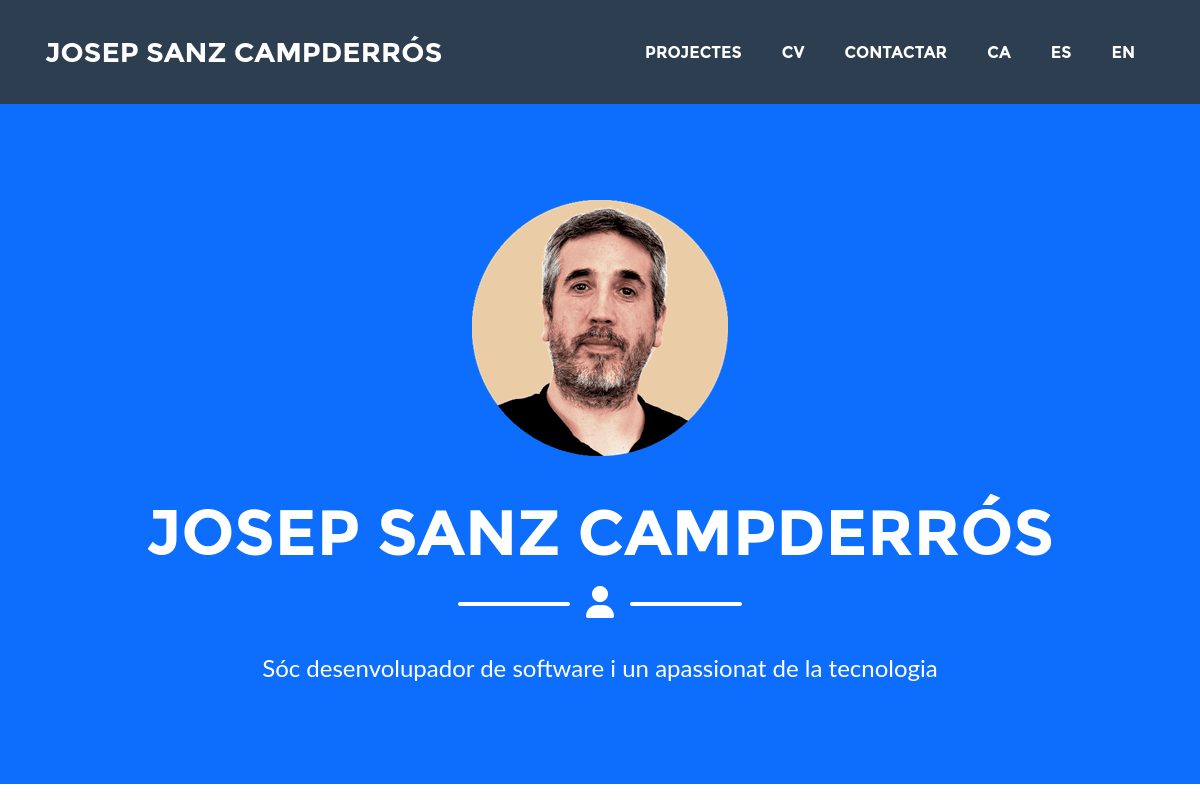 JOSEP SANZ CAMPDERRÓS
PROJECTES CV CONTACTAR CA ES EN
JOSEP SANZ CAMPDERRÓS
Sóc desenvolupador de software i un apassionat de la tecnologia